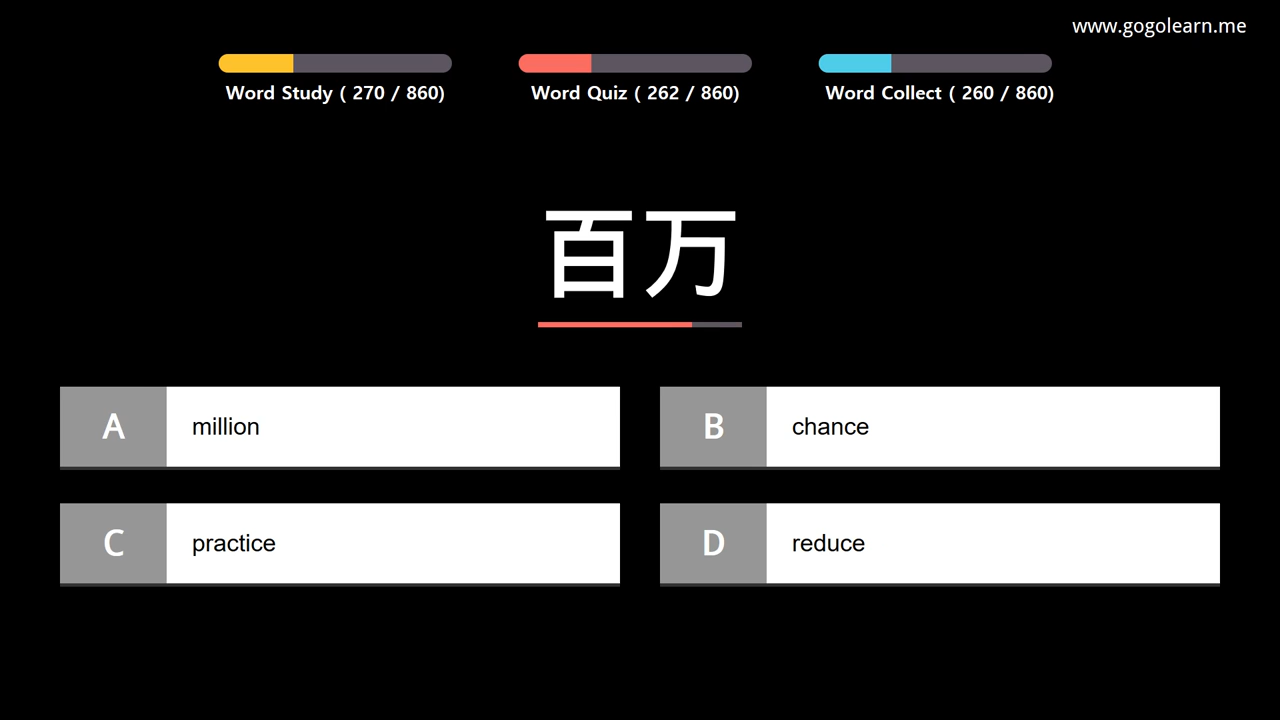 www.gogolearn.me
Word Study ( 270 / 860)
Word Quiz ( 262 / 860)
Word Collect ( 260 / 860)
百万
A million
B chance
C practice
D reduce